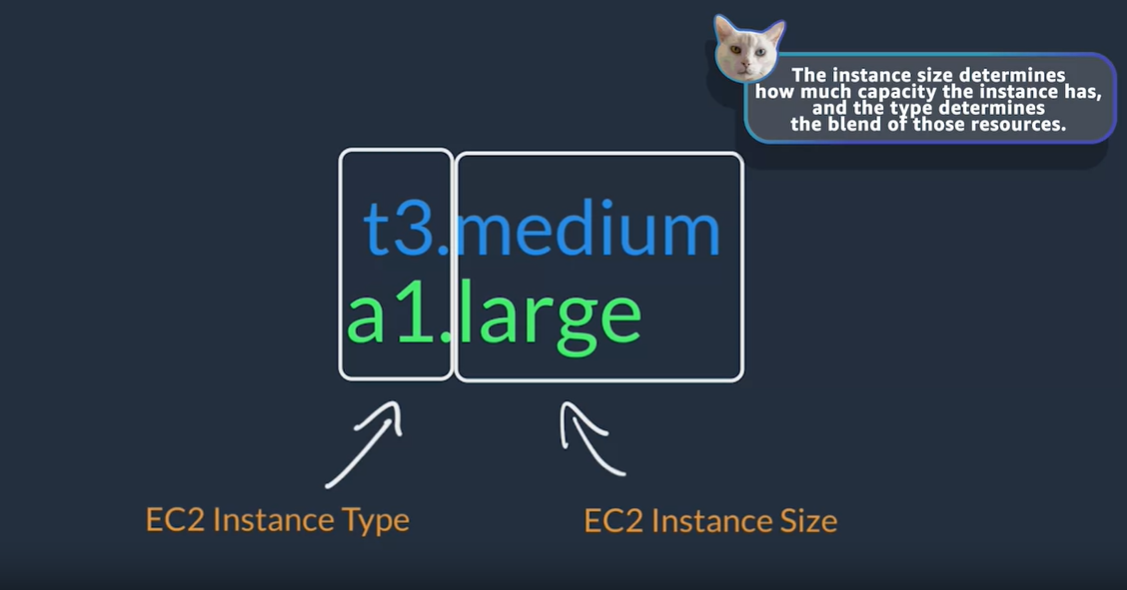 The instance size determines
how much capacity the instance has,
and the type determines
the blend of those resources.
t3.medium
a1.large
EC2 Instance Type
EC2 Instance Size